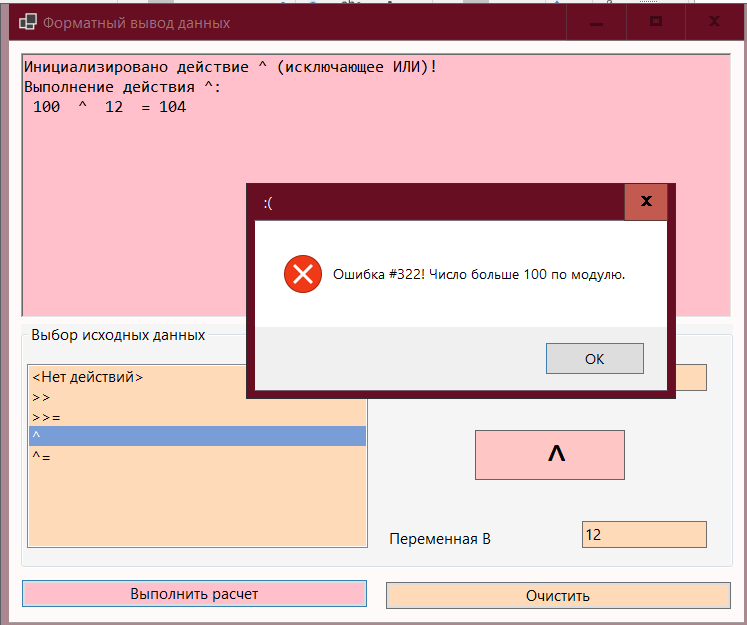 Форматный вывод данных
Инициализировано действие ^ (исключающее ИЛИ)!
Выполнение действия ^:
100 ^ 12 = 104
:(
x
Ошибка #322! Число больше 100 по модулю.
ОК
Выбор исходных данных
<Нет действий>
>>
>>=
^
^=
^
Переменная В
12
Выполнить расчет
Очистить